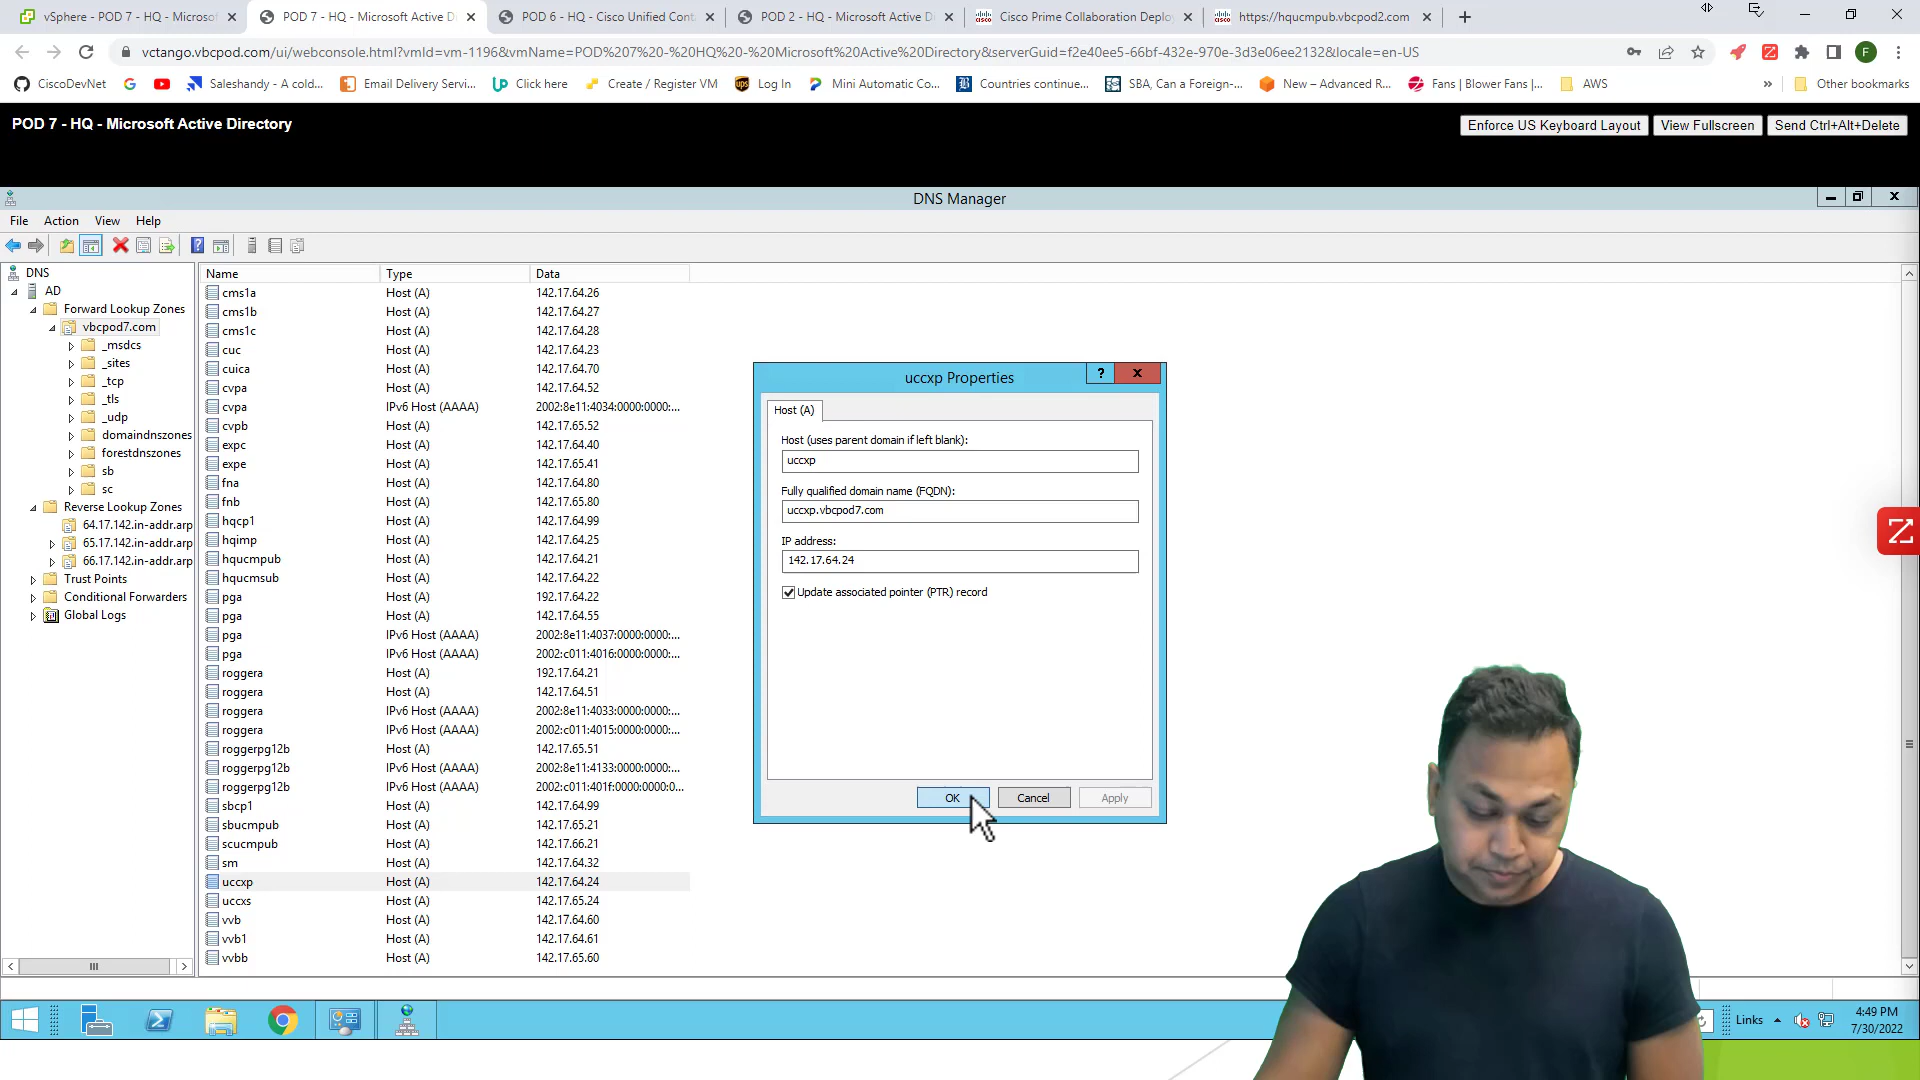 vSphere - POD 7 - HQ - Microsof
POD 7 - HQ - Microsoft Active Di
POD 6 - HQ - Cisco Unified Cont
POD 2 - HQ - Microsoft Active D
Cisco Prime Collaboration Deploy
https://hqucmpub.vbcpod2.com
vctango.vbcpod.com/ui/webconsole.html?vmId=vm-1196&vmName=POD%207%20-%20HQ%20-%20Microsoft%20Active%20Directory&serverGuid=f2e40ee5-66bf-432e-970e-3d3e06ee2132&locale=en-US
F
CiscoDevNet
Saleshandy - A cold...
Email Delivery Servi...
Click here
Create / Register VM
Log In
Mini Automatic Co...
Countries continue...
SBA, Can a Foreign-...
New – Advanced R...
Fans | Blower Fans |...
AWS
»
Other bookmarks
POD 7 - HQ - Microsoft Active Directory
Enforce US Keyboard Layout
View Fullscreen
Send Ctrl+Alt+Delete
DNS Manager
File Action View Help
DNS
AD
Forward Lookup Zones
vbcpod7.com
_msdcs
_sites
_tcp
_tls
_udp
domaindnszones
forestdnszones
sb
sc
Reverse Lookup Zones
64.17.142.in-addr.arp
65.17.142.in-addr.arp
66.17.142.in-addr.arp
Trust Points
Conditional Forwarders
Global Logs
Name Type Data
cms1a Host (A) 142.17.64.26
cms1b Host (A) 142.17.64.27
cms1c Host (A) 142.17.64.28
cuc Host (A) 142.17.64.23
cuica Host (A) 142.17.64.70
cvpa Host (A) 142.17.64.52
cvpa IPv6 Host (AAAA) 2002:8e11:4034:0000:0000:...
cvpb Host (A) 142.17.65.52
expc Host (A) 142.17.64.40
expe Host (A) 142.17.65.41
fna Host (A) 142.17.64.80
fnb Host (A) 142.17.65.80
hqcp1 Host (A) 142.17.64.99
hqimp Host (A) 142.17.64.25
hqucmpub Host (A) 142.17.64.21
hqucmsub Host (A) 142.17.64.22
pga Host (A) 192.17.64.22
pga Host (A) 142.17.64.55
pga IPv6 Host (AAAA) 2002:8e11:4037:0000:0000:...
pga IPv6 Host (AAAA) 2002:c011:4016:0000:0000:...
roggera Host (A) 192.17.64.21
roggera Host (A) 142.17.64.51
roggera IPv6 Host (AAAA) 2002:8e11:4033:0000:0000:...
roggera IPv6 Host (AAAA) 2002:c011:4015:0000:0000:...
roggerpg12b Host (A) 142.17.65.51
roggerpg12b IPv6 Host (AAAA) 2002:8e11:4133:0000:0000:...
roggerpg12b IPv6 Host (AAAA) 2002:c011:401f:0000:0000:0...
sbcp1 Host (A) 142.17.64.99
sbucmpub Host (A) 142.17.65.21
scucmpub Host (A) 142.17.66.21
sm Host (A) 142.17.64.32
uccxp Host (A) 142.17.64.24
uccxs Host (A) 142.17.65.24
vvb Host (A) 142.17.64.60
vvb1 Host (A) 142.17.64.61
vvbb Host (A) 142.17.65.60
uccxp Properties
?
Host (A)
Host (uses parent domain if left blank):
uccxp
Fully qualified domain name (FQDN):
uccxp.vbcpod7.com
IP address:
142.17.64.24
Update associated pointer (PTR) record
OK Cancel Apply
Links
4:49 PM
7/30/2022